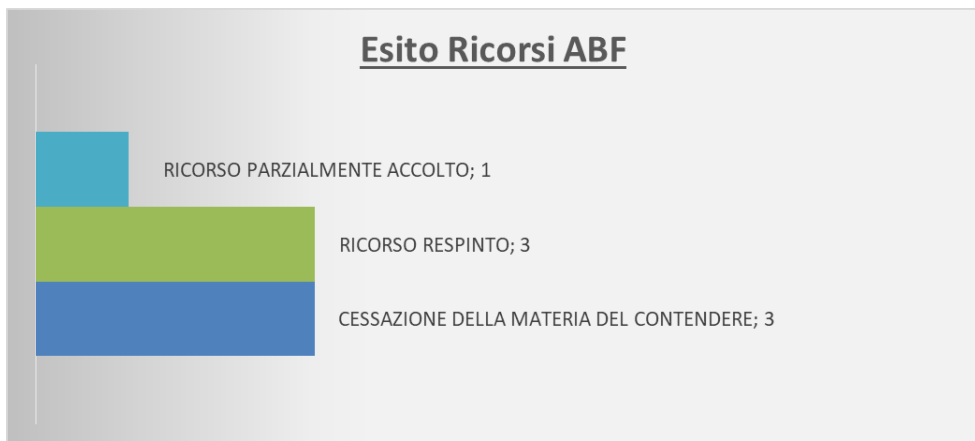 Esito Ricorsi ABF
RICORSO PARZIALMENTE ACCOLTO; 1
RICORSO RESPINTO; 3
CESSAZIONE DELLA MATERIA DEL CONTENDERE; 3